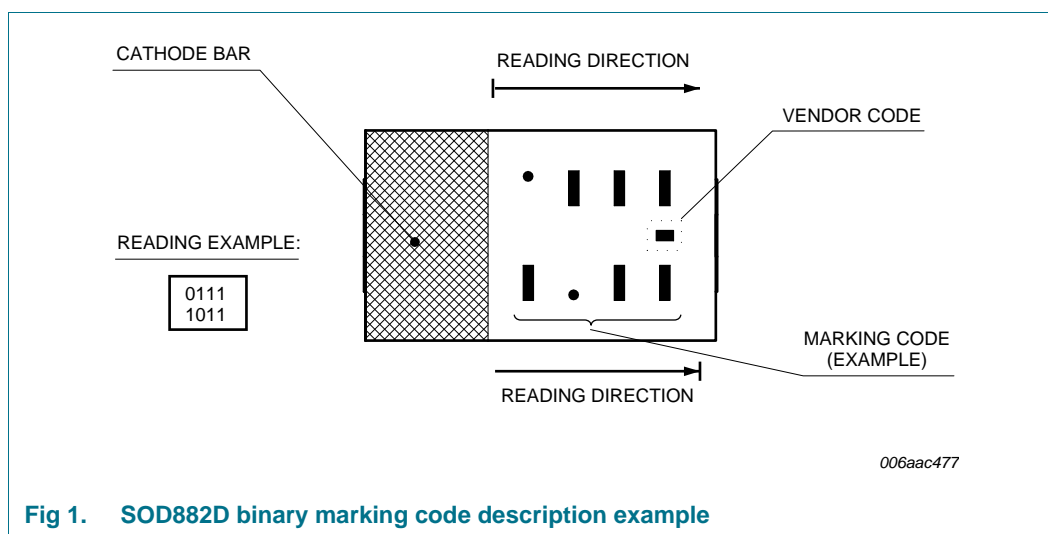 CATHODE BAR
READING DIRECTION
VENDOR CODE
READING EXAMPLE:
0111
1011
MARKING CODE
(EXAMPLE)
READING DIRECTION
006aac477
Fig 1. SOD882D binary marking code description example